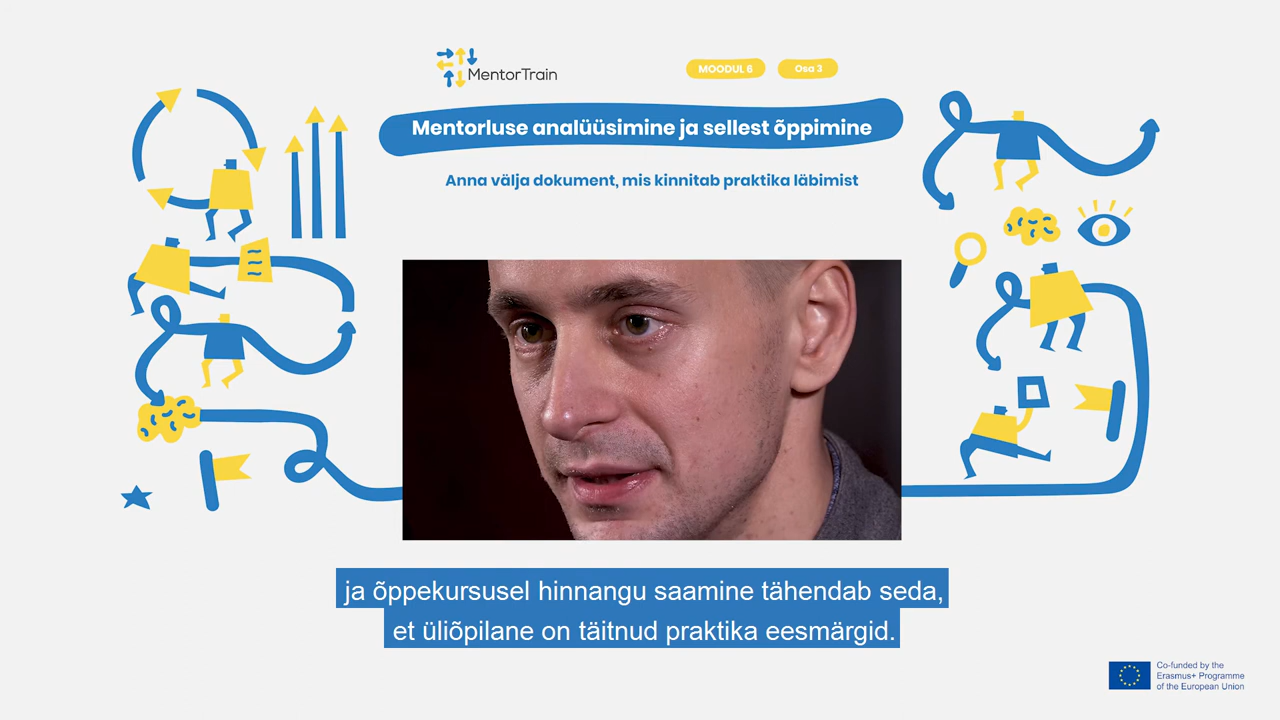 MentorTrain
MOODUL 6
Osa 3
Mentorluse analüüsimine ja sellest õppimine
Anna välja dokument, mis kinnitab praktika läbimist
ja õppekursusel hinnangu saamine tähendab seda,
et üliõpilane on täitnud praktika eesmärgid.
Co-funded by the
Erasmus+ Programme
of the European Union